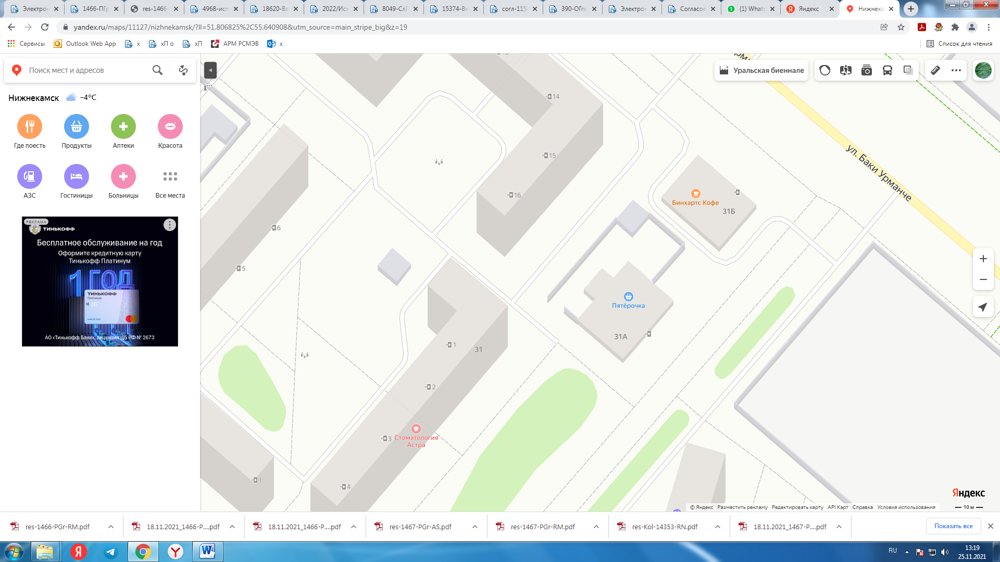 Электрон
1466-ПГр
res-1466-
4968-исп
18620-Вх
2022/Исх
8049-СлП
15374-Вх
согл-115
390-ОГпо
Электрон
Согласов
(1) Whats
Яндекс
Нижнека
yandex.ru/maps/11127/nizhnekamsk/?ll=51.806825%2C55.640908&utm_source=main_stripe_big&z=19
Сервисы
Outlook Web App
х
хП о
хП
АРМ РСМЭВ
х
Список для чтения
Поиск мест и адресов
Нижнекамск
–4°C
Где поесть
Продукты
Аптеки
Красота
АЗС
Гостиницы
Больницы
Все места
РЕКЛАМА
ТИНЬКОФФ
Бесплатное обслуживание на год
Оформите кредитную карту
Тинькофф Платинум
1 ГОД
ТИНЬКОФФ
Платинум
АО «Тинькофф Банк», лицензия ЦБ РФ № 2673
Уральская биеннале
14
15
16
6
5
ул. Баки Урманче
Бинхартс Кофе
31Б
Пятёрочка
31А
1
31
2
3
Стоматология
Астра
1
4
Яндекс
© Яндекс
Разместить рекламу
Редактировать карту
API Карт
Справка
Условия использования
10 м
res-1466-PGr-RM.pdf
18.11.2021_1466-P....pdf
18.11.2021_1466-P....pdf
res-1467-PGr-AS.pdf
res-1467-PGr-RM.pdf
res-Kol-14353-RN.pdf
18.11.2021_1467-P....pdf
Показать все
RU
13:19
25.11.2021